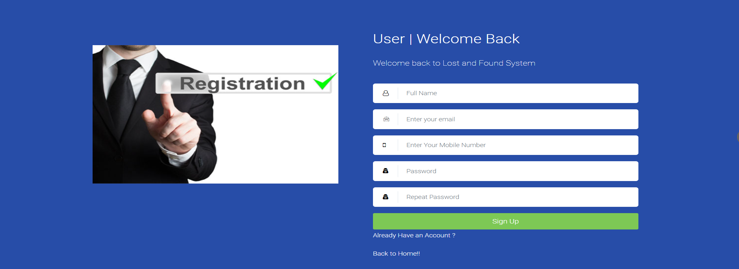 User | Welcome Back
Welcome back to Lost and Found System
Registration
Full Name
Enter your email
Enter Your Mobile Number
Password
Repeat Password
Sign Up
Already Have an Account ?
Back to Home!!